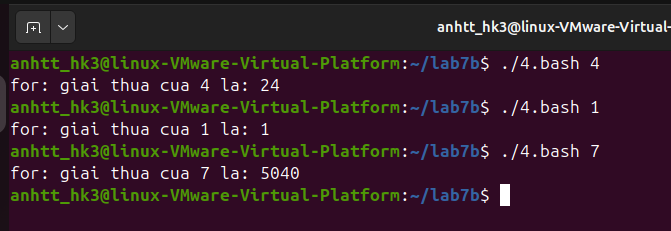 anhtt_hk3@linux-VMware-Virtual-
anhtt_hk3@linux-VMware-Virtual-Platform:~/lab7b$ ./4.bash 4
for: giai thua cua 4 la: 24
anhtt_hk3@linux-VMware-Virtual-Platform:~/lab7b$ ./4.bash 1
for: giai thua cua 1 la: 1
anhtt_hk3@linux-VMware-Virtual-Platform:~/lab7b$ ./4.bash 7
for: giai thua cua 7 la: 5040
anhtt_hk3@linux-VMware-Virtual-Platform:~/lab7b$